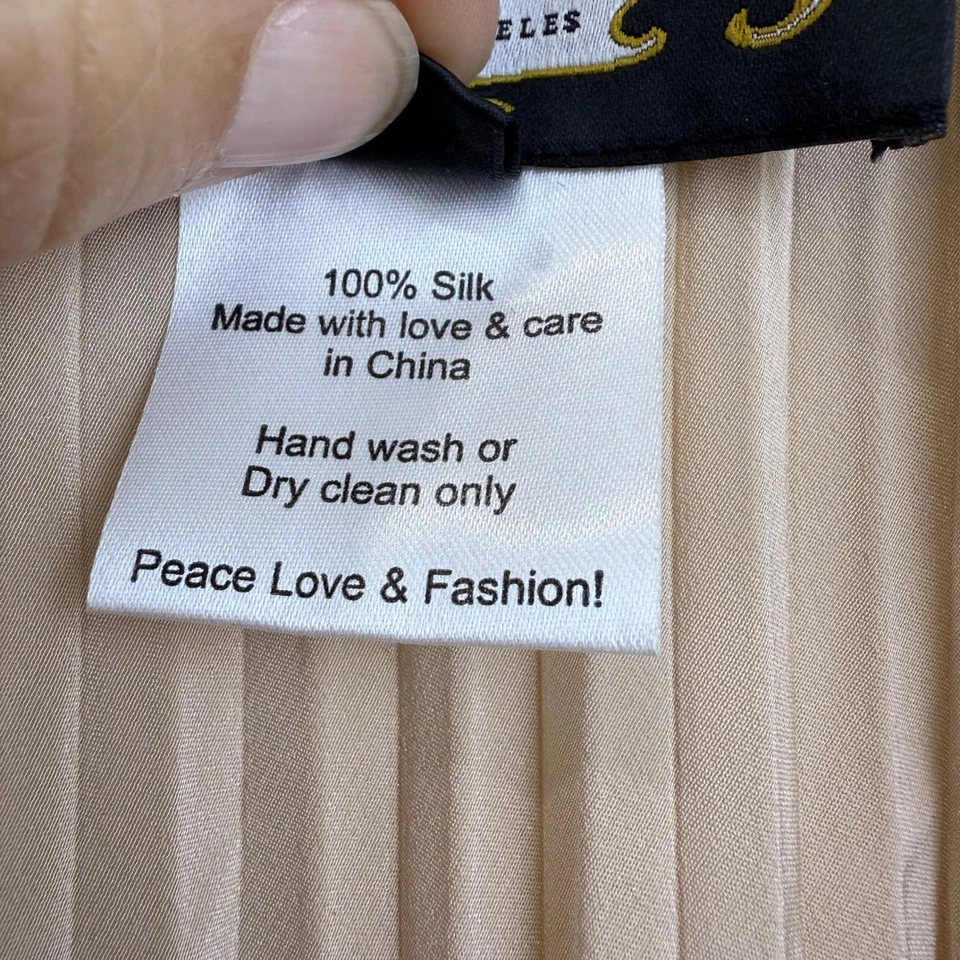 ELES
100% Silk
Made with love & care
in China
Hand wash or
Dry clean only
Peace Love & Fashion!